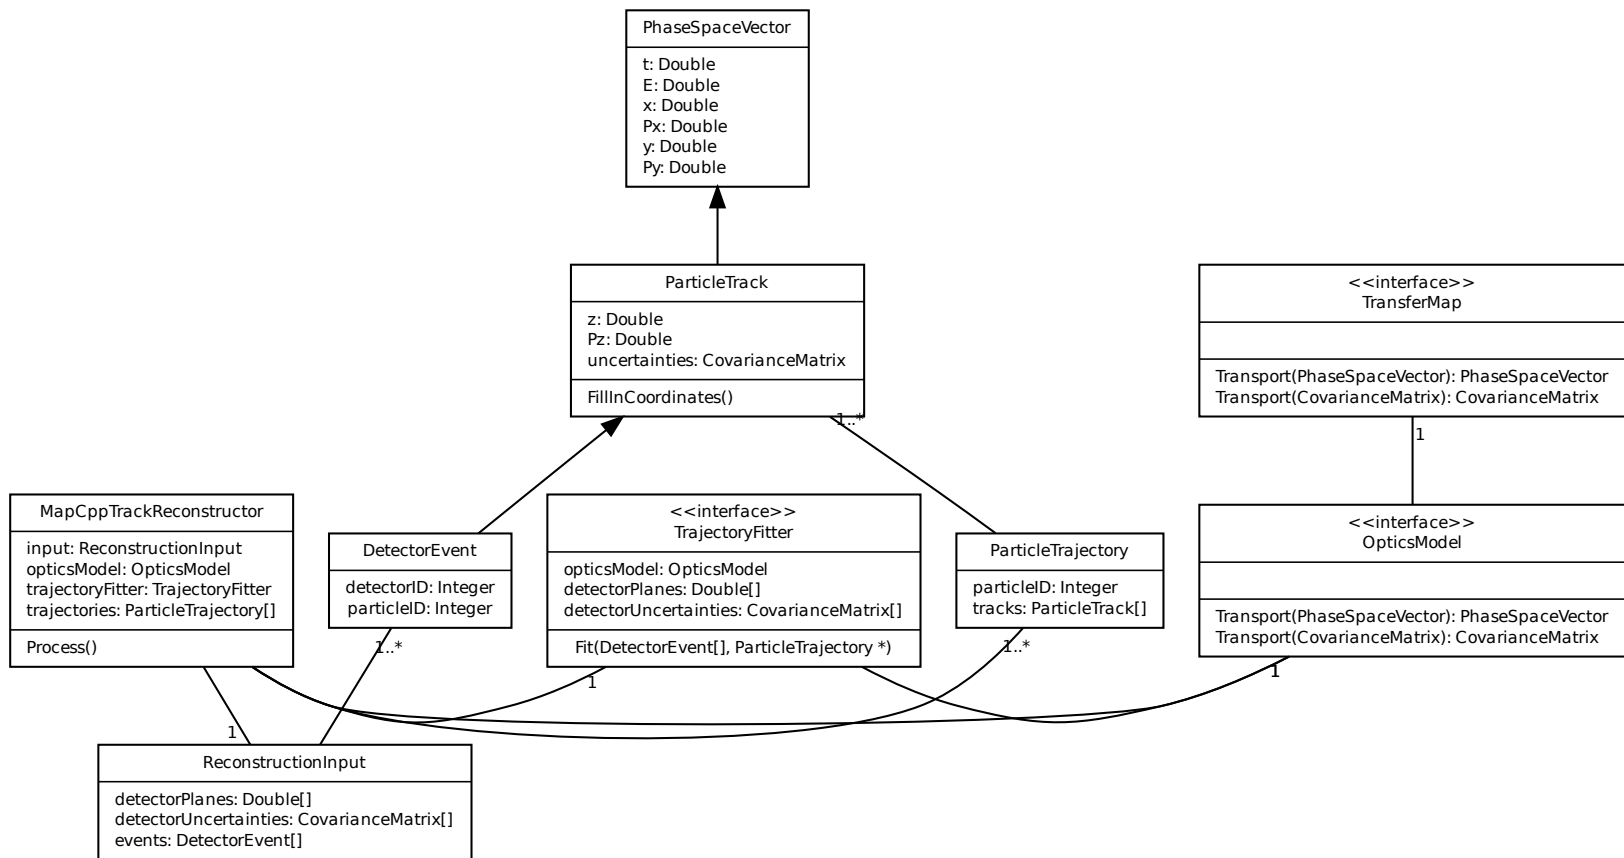 PhaseSpaceVector
t: Double
E: Double
x: Double
Px: Double
y: Double
Py: Double
ParticleTrack
z: Double
Pz: Double
uncertainties: CovarianceMatrix
FillInCoordinates()
1..*
<<interface>>
TransferMap
Transport(PhaseSpaceVector): PhaseSpaceVector
Transport(CovarianceMatrix): CovarianceMatrix
1
MapCppTrackReconstructor
input: ReconstructionInput
opticsModel: OpticsModel
trajectoryFitter: TrajectoryFitter
trajectories: ParticleTrajectory[]
Process()
DetectorEvent
detectorID: Integer
particleID: Integer
1..*
<<interface>>
TrajectoryFitter
opticsModel: OpticsModel
detectorPlanes: Double[]
detectorUncertainties: CovarianceMatrix[]
Fit(DetectorEvent[], ParticleTrajectory *)
1
ParticleTrajectory
particleID: Integer
tracks: ParticleTrack[]
1..*
<<interface>>
OpticsModel
Transport(PhaseSpaceVector): PhaseSpaceVector
Transport(CovarianceMatrix): CovarianceMatrix
1
1
ReconstructionInput
detectorPlanes: Double[]
detectorUncertainties: CovarianceMatrix[]
events: DetectorEvent[]